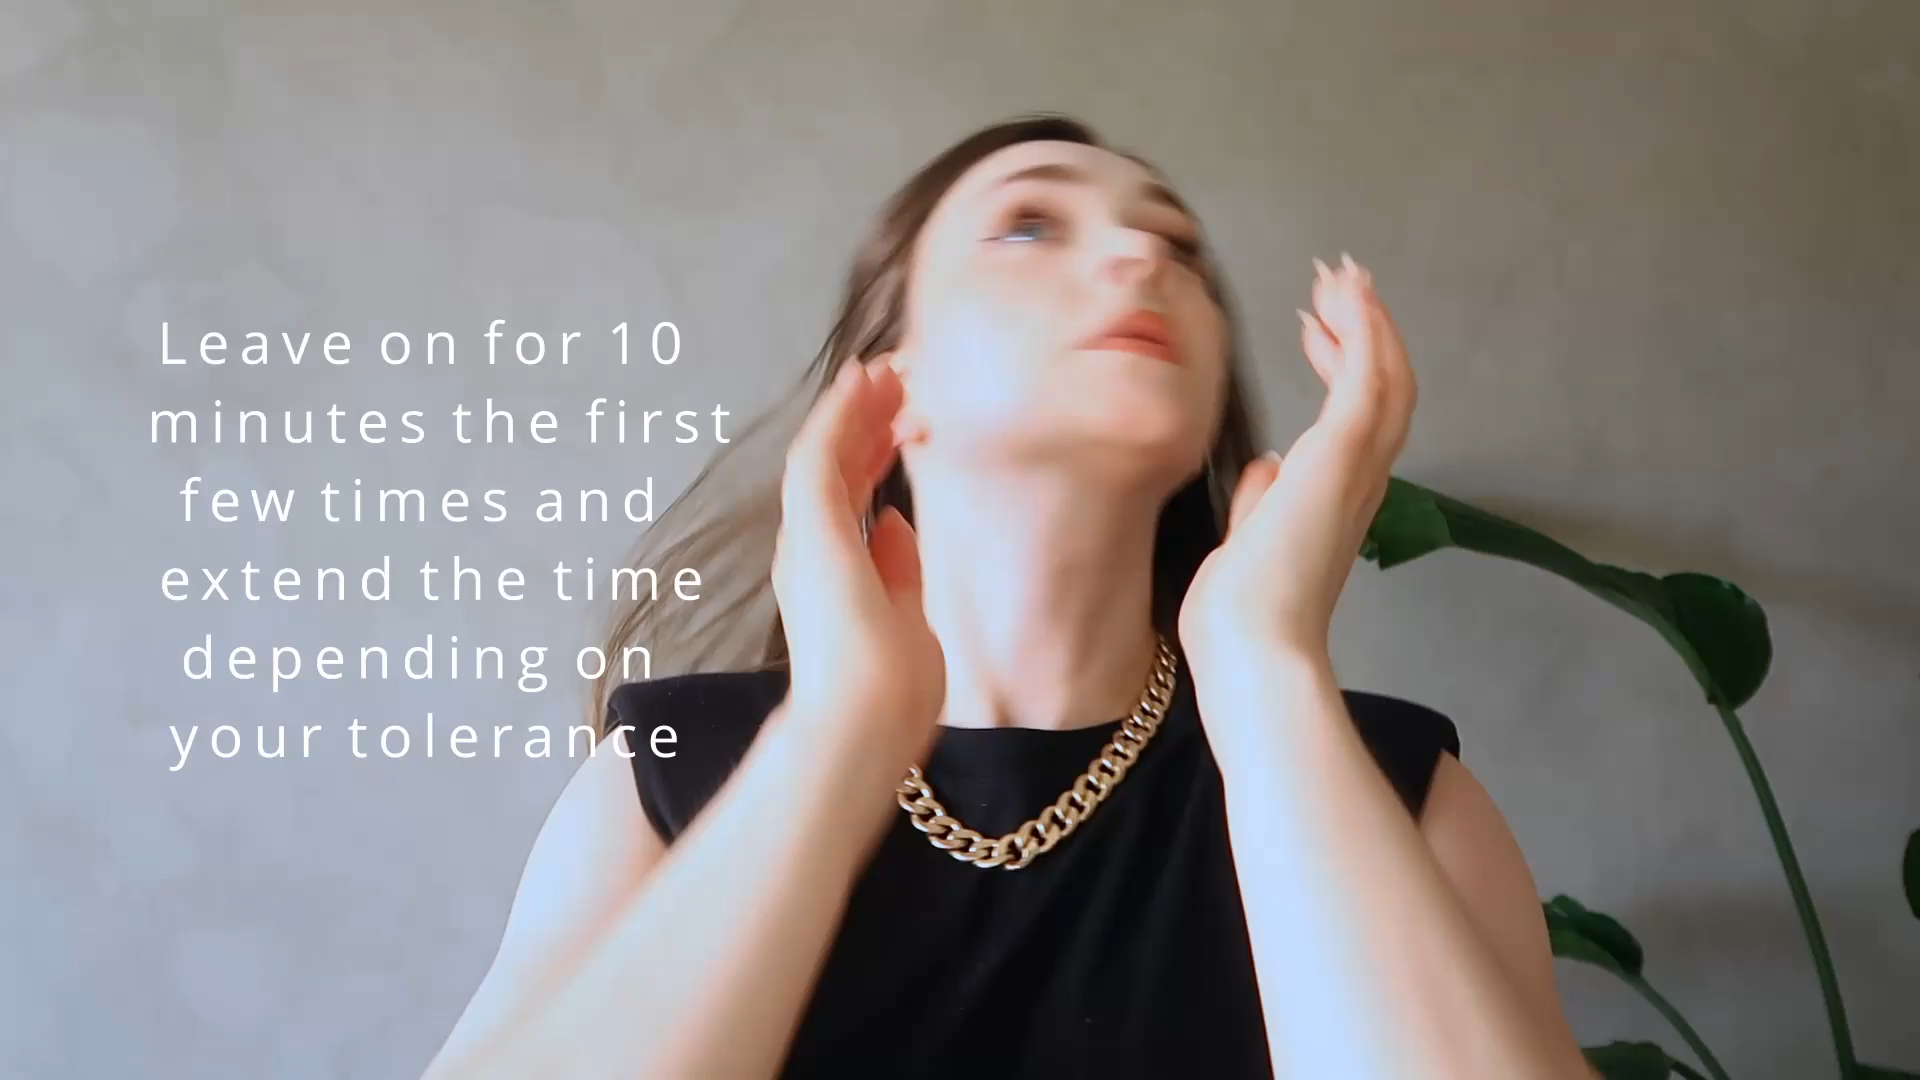 Leave on for 10
minutes the first
few times and
extend the time
depending on
your tolerance